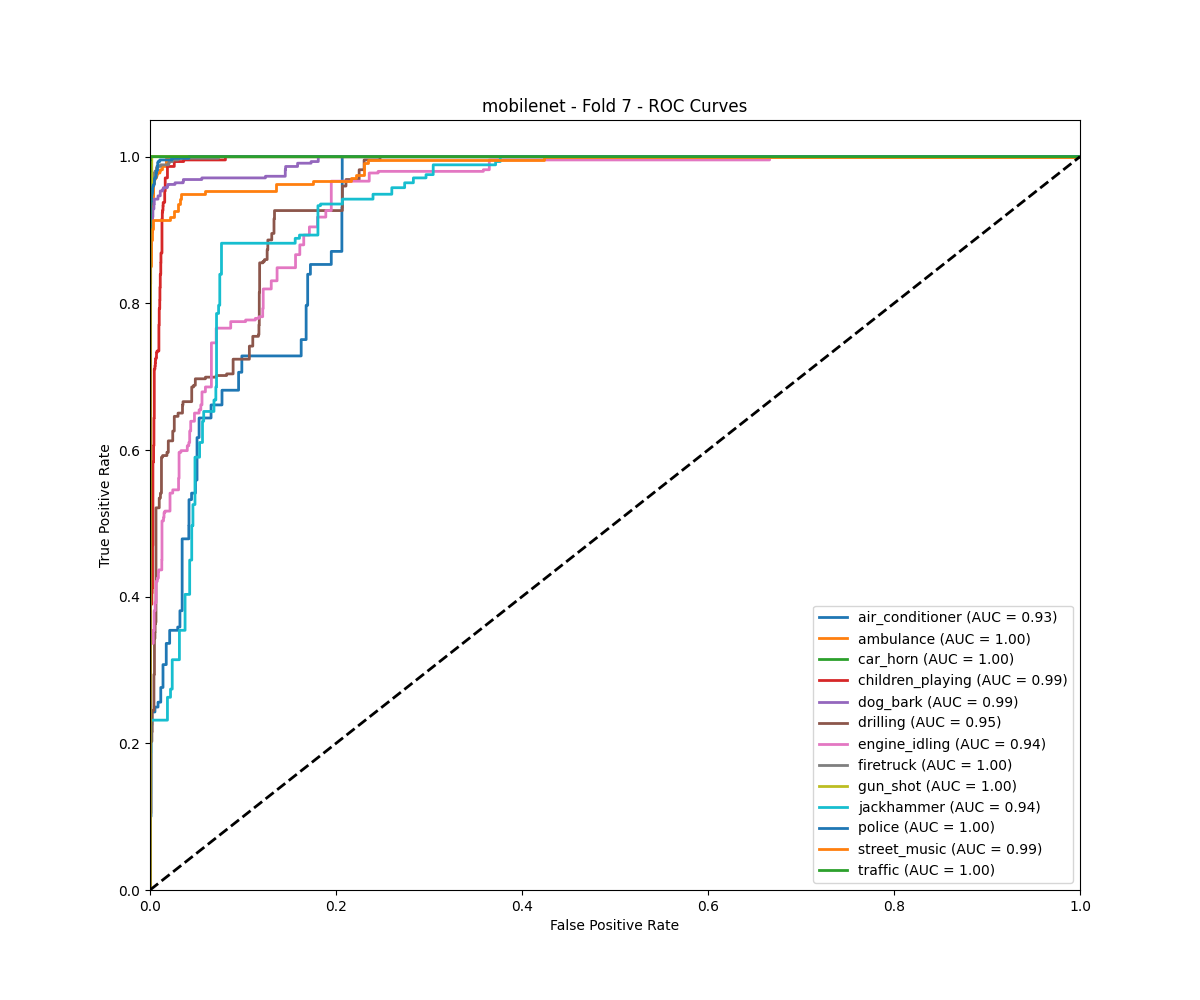 mobilenet - Fold 7 - ROC Curves
1.0
0.8
0.6
0.4
0.2
0.0
True Positive Rate
0.0 0.2 0.4 0.6 0.8 1.0
False Positive Rate
air_conditioner (AUC = 0.93)
ambulance (AUC = 1.00)
car_horn (AUC = 1.00)
children_playing (AUC = 0.99)
dog_bark (AUC = 0.99)
drilling (AUC = 0.95)
engine_idling (AUC = 0.94)
firetruck (AUC = 1.00)
gun_shot (AUC = 1.00)
jackhammer (AUC = 0.94)
police (AUC = 1.00)
street_music (AUC = 0.99)
traffic (AUC = 1.00)